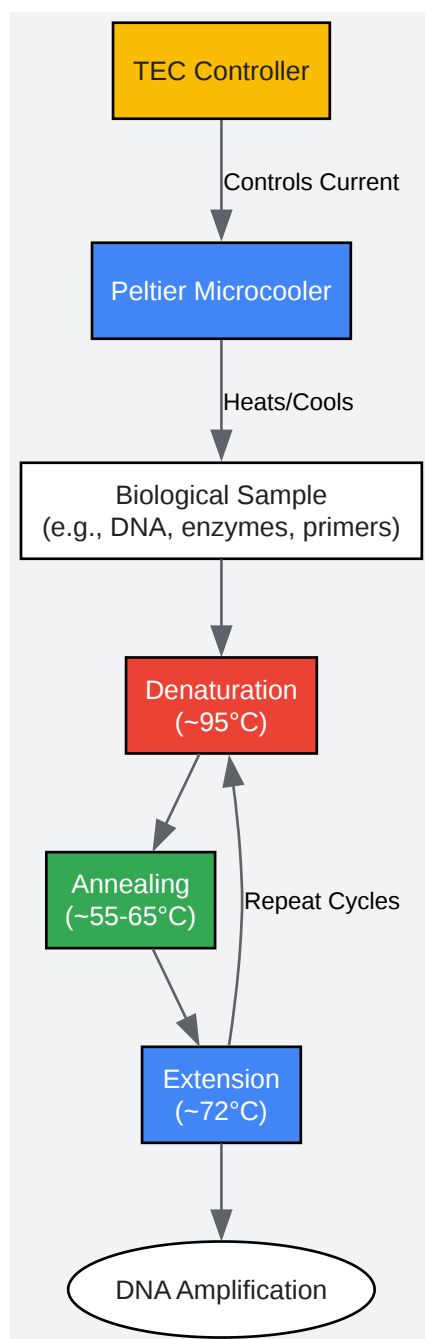 TEC Controller
Controls Current
Peltier Microcooler
Heats/Cools
Biological Sample
(e.g., DNA, enzymes, primers)
Denaturation
(~95°C)
Annealing
(~55-65°C)
Repeat Cycles
Extension
(~72°C)
DNA Amplification